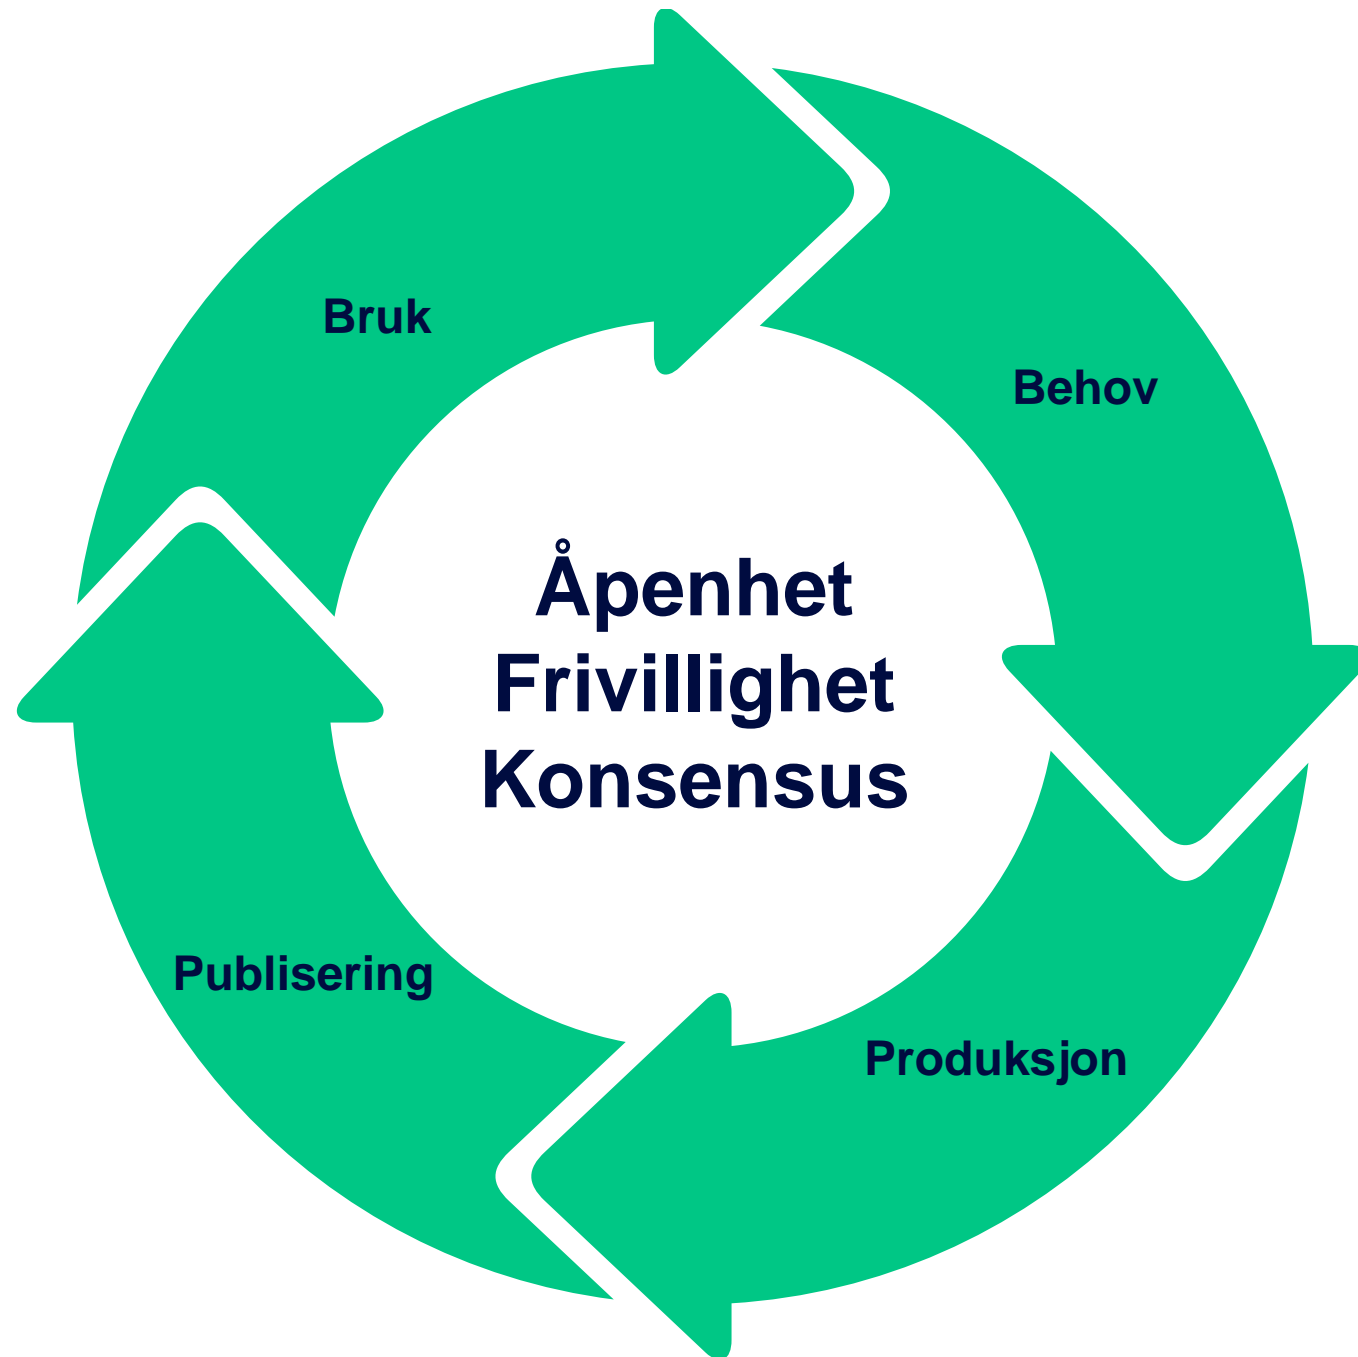 Bruk
Behov
Åpenhet
Frivillighet
Konsensus
Publisering
Produksjon